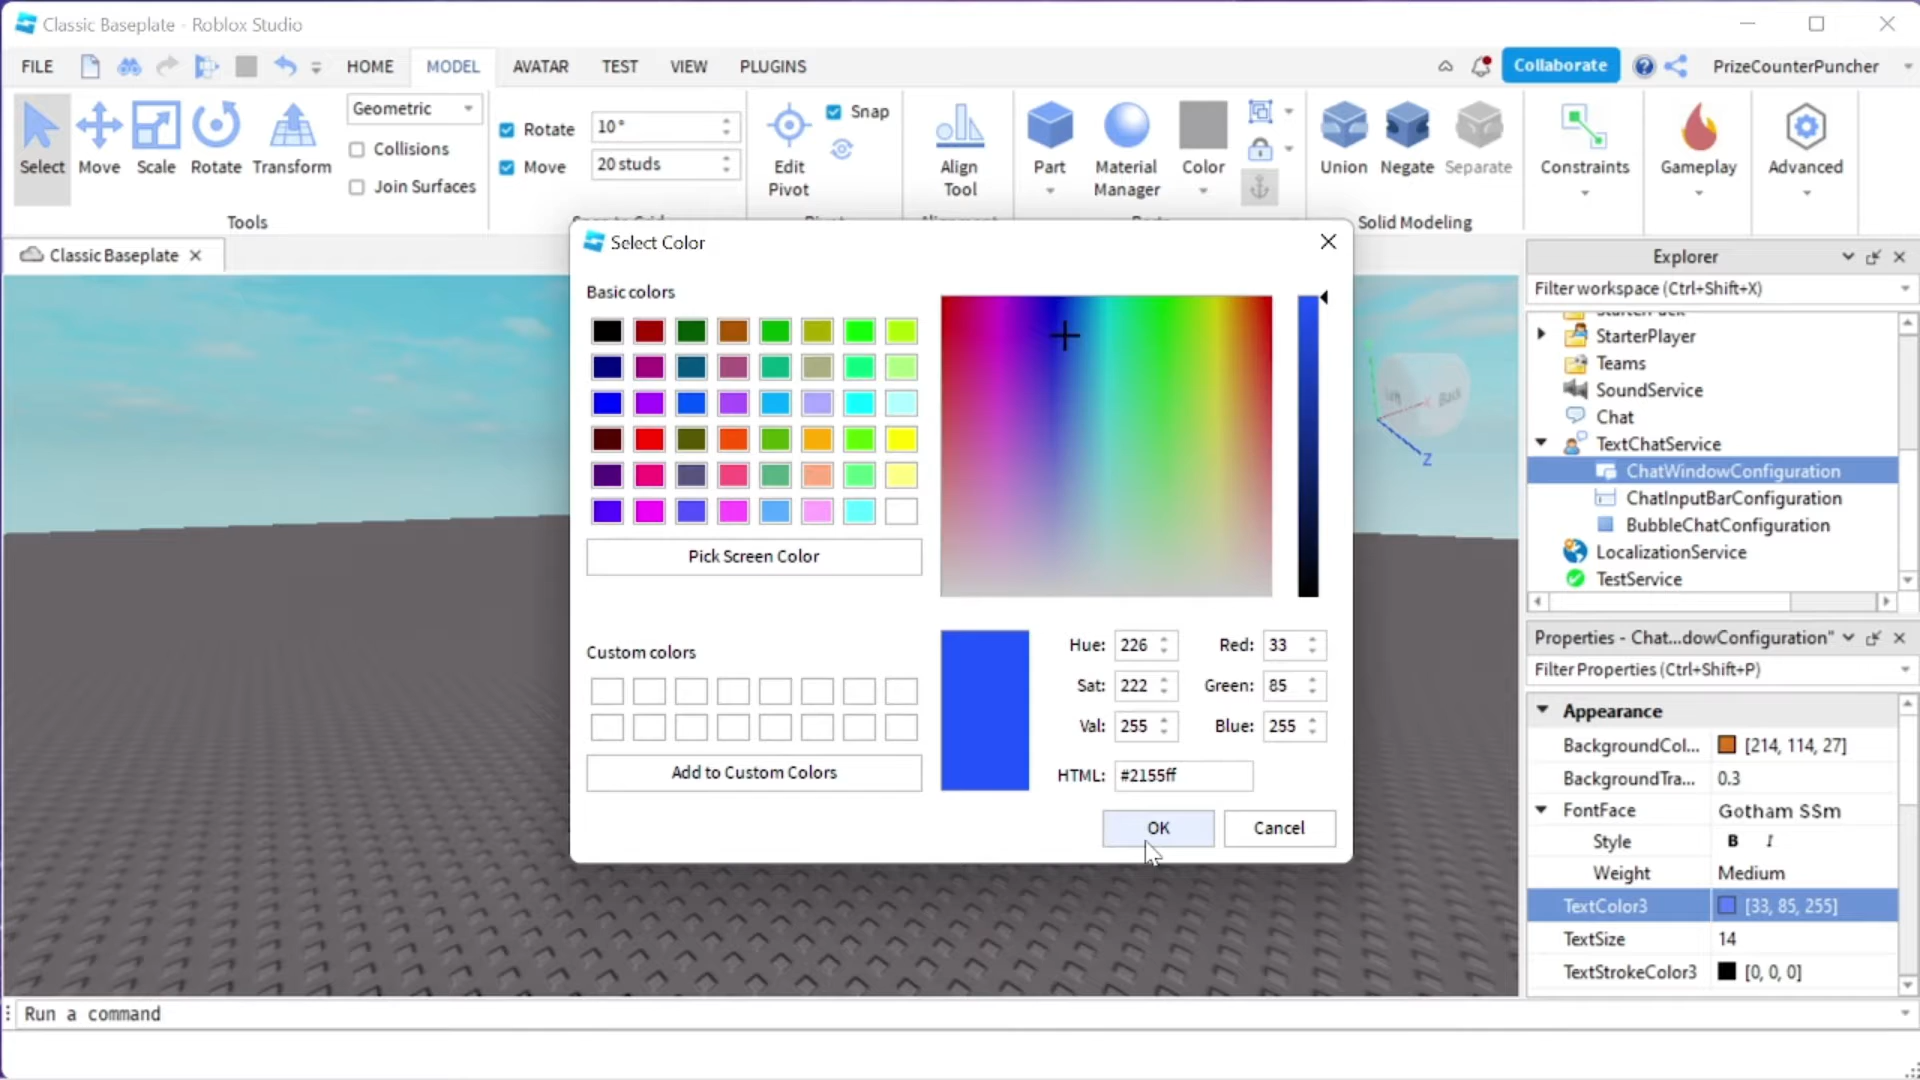 Classic Baseplate - Roblox Studio
FILE HOME MODEL AVATAR TEST VIEW PLUGINS Collaborate PrizeCounterPuncher
Select Move Scale Rotate Transform
Geometric
Collisions
Join Surfaces
Tools
Rotate 10°
Move 20 studs
Edit Pivot
Snap
Align Tool
Part
Material Manager
Color
Union Negate Separate
Solid Modeling
Constraints
Gameplay
Advanced
Classic Baseplate
Select Color
Basic colors
Pick Screen Color
Custom colors
Add to Custom Colors
Hue: 226 Red: 33
Sat: 222 Green: 85
Val: 255 Blue: 255
HTML: #2155ff
OK Cancel
Back
Z
Explorer
Filter workspace (Ctrl+Shift+X)
StarterPlayer
Teams
SoundService
Chat
TextChatService
ChatWindowConfiguration
ChatInputBarConfiguration
BubbleChatConfiguration
LocalizationService
TestService
Properties - Chat...dowConfiguration"
Filter Properties (Ctrl+Shift+P)
Appearance
BackgroundCol... [214, 114, 27]
BackgroundTra... 0.3
FontFace Gotham SSm
Style B I
Weight Medium
TextColor3 [33, 85, 255]
TextSize 14
TextStrokeColor3 [0, 0, 0]
Run a command